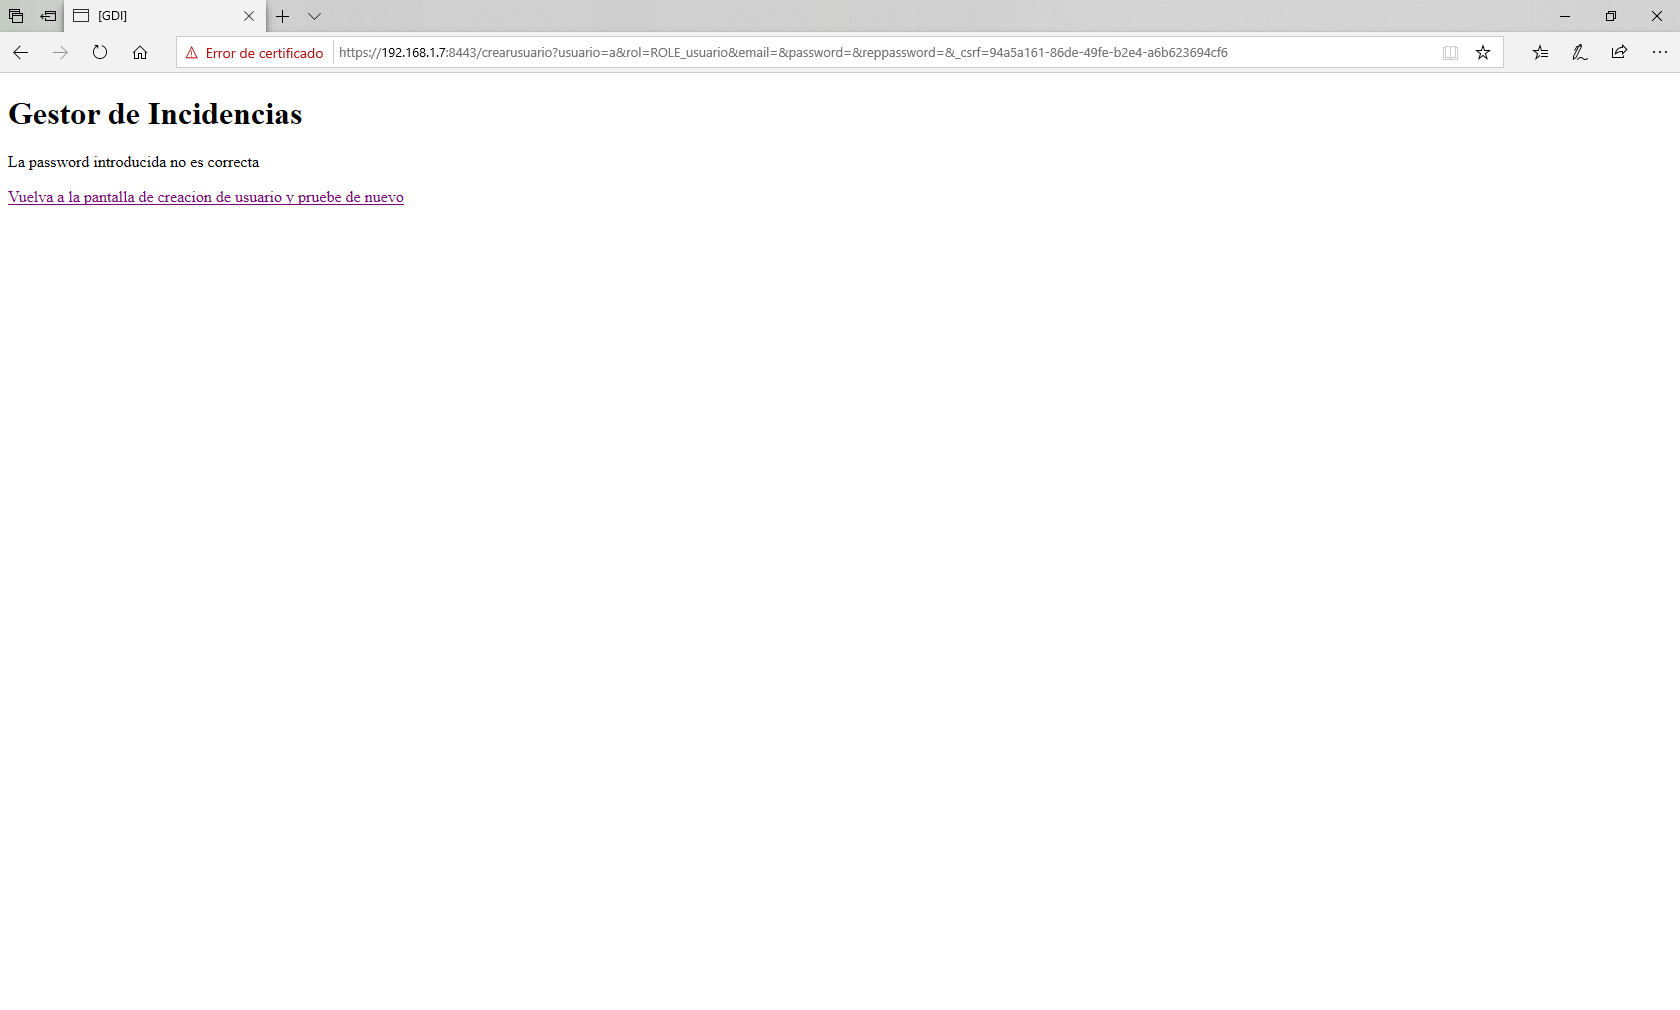 [GDI]
Error de certificado
https://192.168.1.7:8443/crearusuario?usuario=a&rol=ROLE_usuario&email=&password=&reppassword=&_csrf=94a5a161-86de-49fe-b2e4-a6b623694cf6
Gestor de Incidencias
La password introducida no es correcta
Vuelva a la pantalla de creacion de usuario y pruebe de nuevo